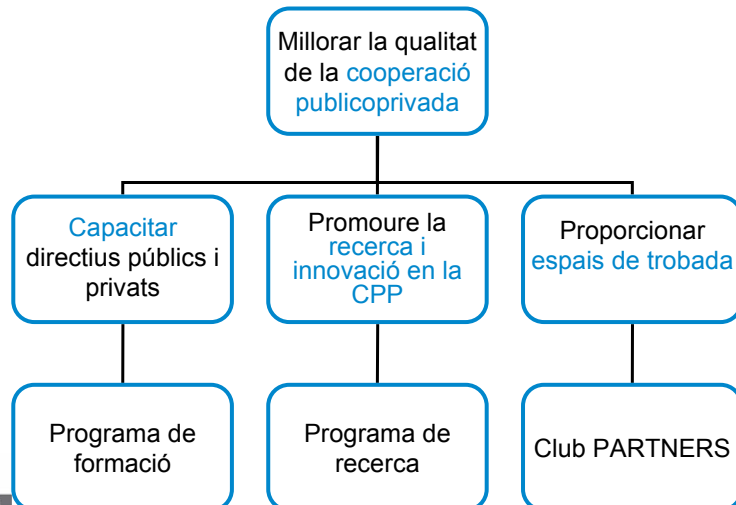 Millorar la qualitat
de la cooperació
publicoprivada
Capacitar
directius públics i
privats
Promoure la
recerca i
innovació en la
CPP
Proporcionar
espais de trobada
Programa de
formació
Programa de
recerca
Club PARTNERS